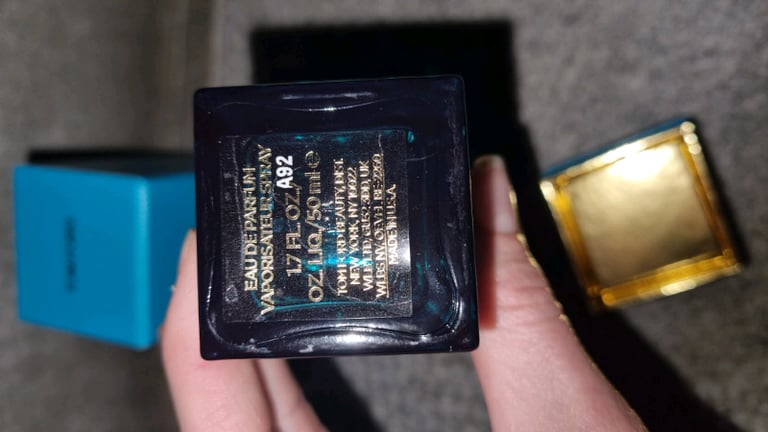 EAU DE PARFUM
VAPORISATEUR SPRAY
1.7 FL. OZ./
A92
OZ. LIQ./50 ml e
TOM FORD BEAUTY, DIST.
NEW YORK, NY 10022
UK
MADE IN U.S.A.